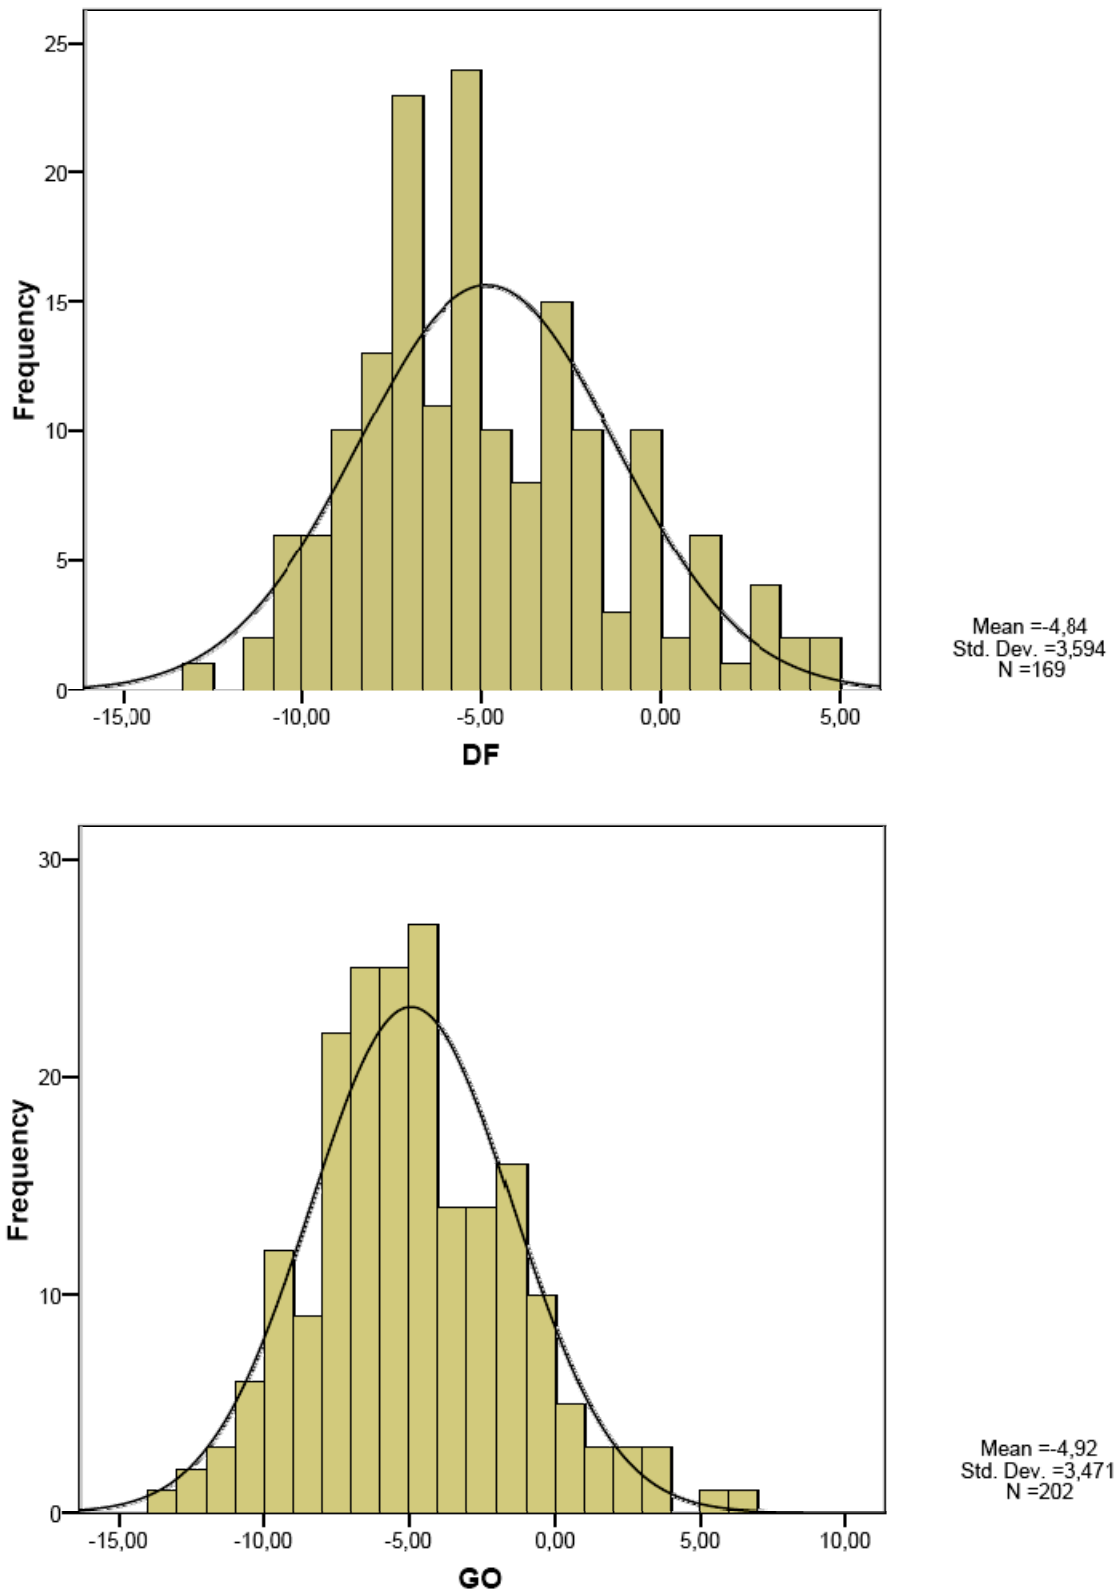 25
20
15
10
5
0
Frequency
-15,00 -10,00 -5,00 0,00 5,00
DF
Mean =-4,84
Std. Dev. =3,594
N =169
30
20
10
0
Frequency
-15,00 -10,00 -5,00 0,00 5,00 10,00
GO
Mean =-4,92
Std. Dev. =3,471
N =202